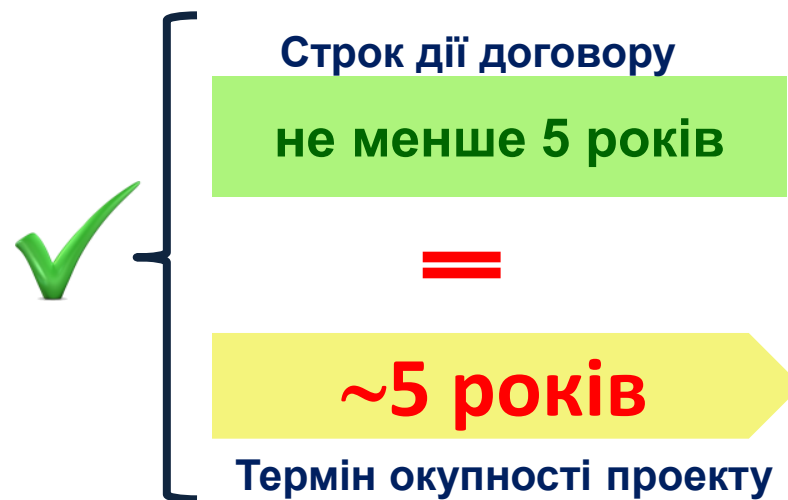 Строк дії договору
не менше 5 років
=
~5 років
Термін окупності проекту